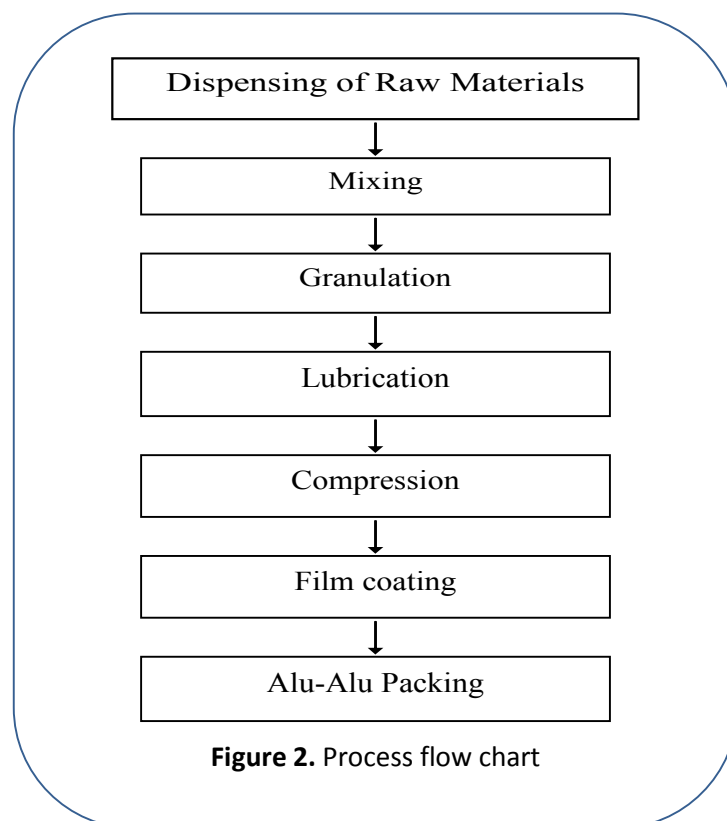 Dispensing of Raw Materials
Mixing
Granulation
Lubrication
Compression
Film coating
Alu-Alu Packing
Figure 2. Process flow chart